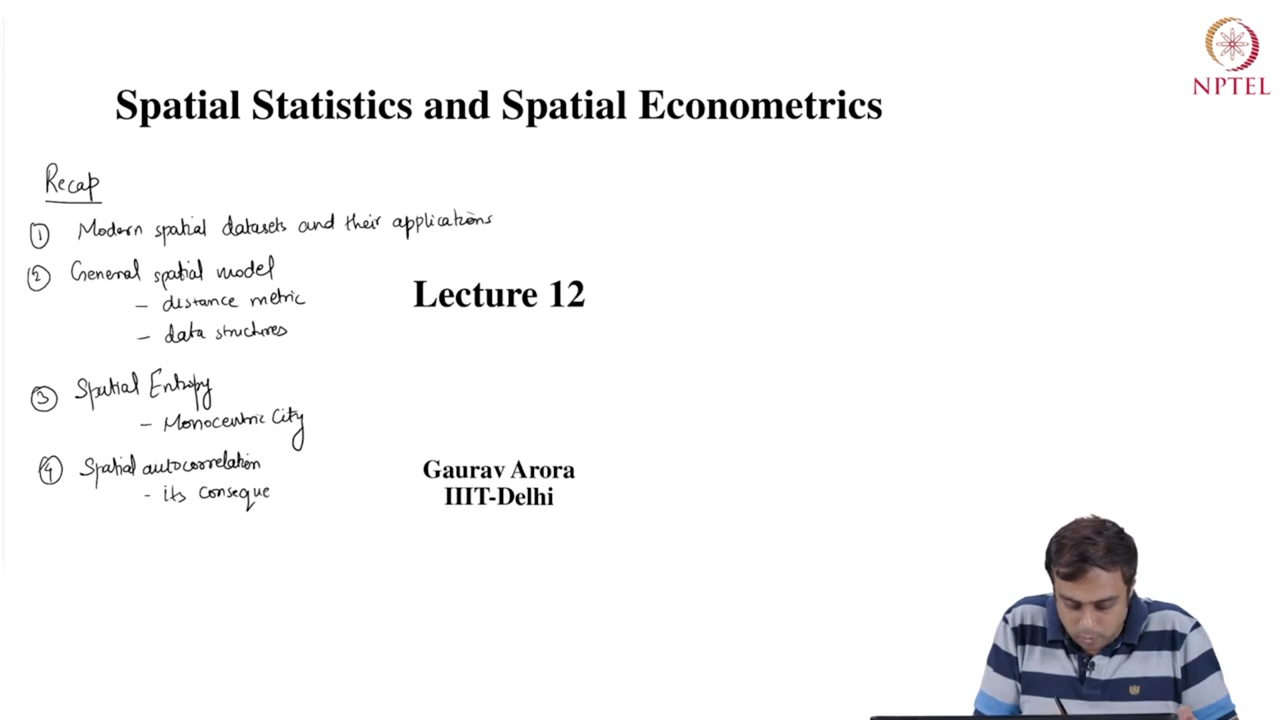 NPTEL
Spatial Statistics and Spatial Econometrics
Recap
① Modern spatial datasets and their applications
② General spatial model
– distance metric
– data structures
Lecture 12
③ Spatial Entropy
– Monocentric City
④ Spatial autocorrelation
- its conseque
Gaurav Arora
IIIT-Delhi